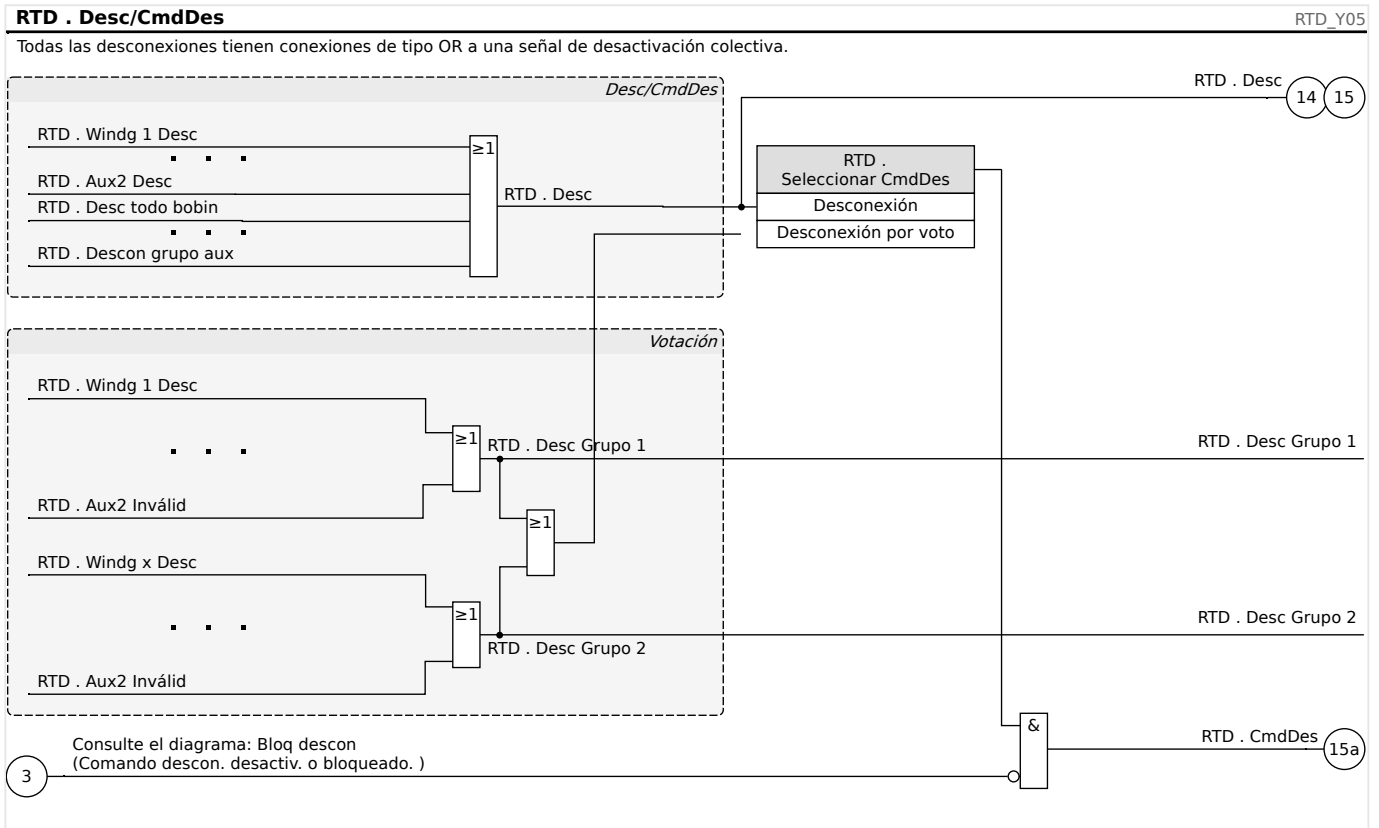 RTD . Desc/CmdDes
RTD_Y05
Todas las desconexiones tienen conexiones de tipo OR a una señal de desactivación colectiva.
Desc/CmdDes
RTD . Desc
14
15
RTD . Windg 1 Desc
≥1
RTD . Aux2 Desc
RTD . Desc todo bobin
RTD . Descon grupo aux
RTD . Desc
RTD .
Seleccionar CmdDes
Desconexión
Desconexión por voto
Votación
RTD . Windg 1 Desc
≥1
RTD . Desc Grupo 1
RTD . Desc Grupo 1
RTD . Aux2 Inválid
≥1
RTD . Windg x Desc
≥1
RTD . Desc Grupo 2
RTD . Desc Grupo 2
RTD . Aux2 Inválid
&
RTD . CmdDes
15a
Consulte el diagrama: Bloq descon
(Comando descon. desactiv. o bloqueado. )
3